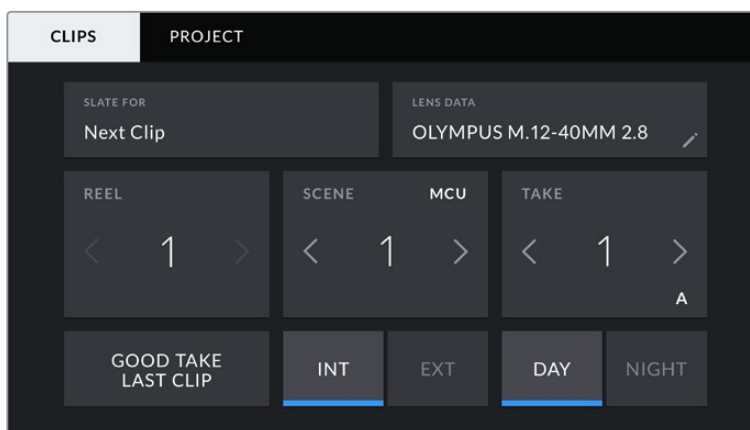 CLIPS PROJECT
SLATE FOR LENS DATA
Next Clip OLYMPUS M.12-40MM 2.8
REEL SCENE MCU TAKE
< 1 > < 1 > < 1 >
A
GOOD TAKE
LAST CLIP
INT EXT DAY NIGHT